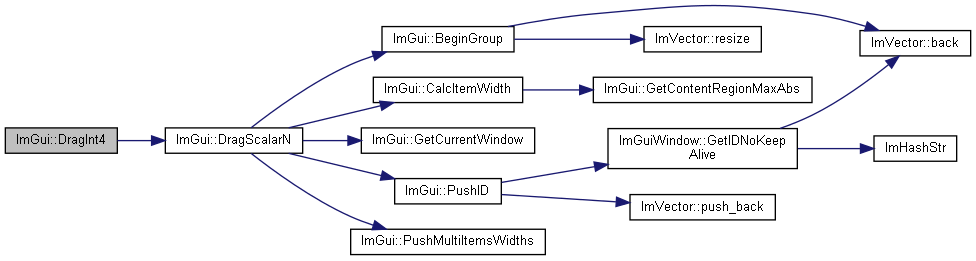 ImGui::DragInt4
ImGui::DragScalarN
ImGui::BeginGroup
ImGui::CalcItemWidth
ImGui::GetCurrentWindow
ImGui::PushID
ImGui::PushMultiItemsWidths
ImVector::resize
ImGui::GetContentRegionMaxAbs
ImGuiWindow::GetIDNoKeep
Alive
ImVector::push_back
ImVector::back
ImHashStr